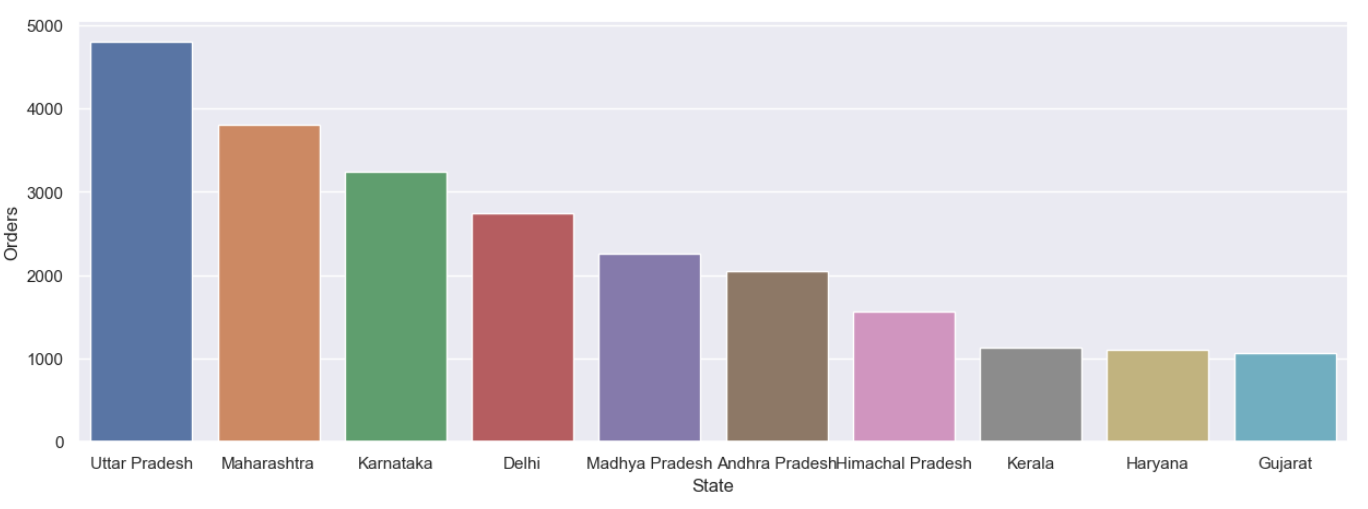 5000
4000
3000
2000
1000
0
Orders
Uttar Pradesh Maharashtra Karnataka Delhi Madhya Pradesh Andhra Pradesh Himachal Pradesh Kerala Haryana Gujarat
State